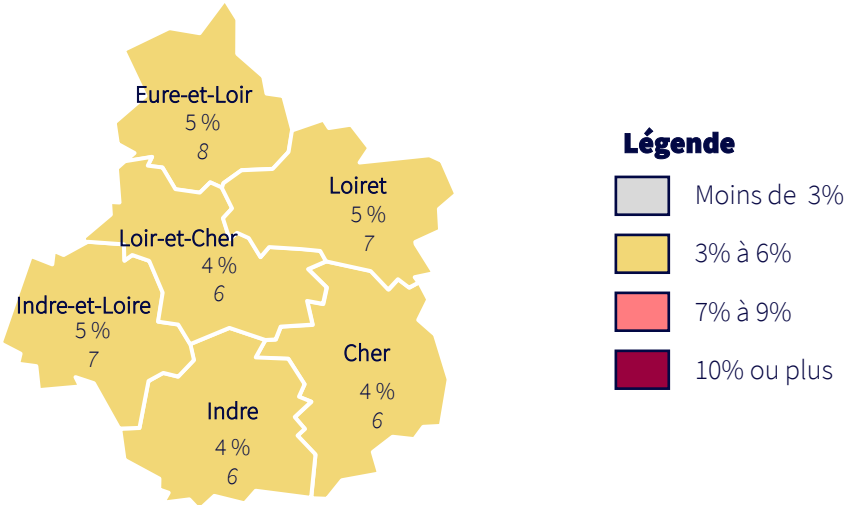 Eure-et-Loir
5 %
8
Légende
Loiret
5 %
7
Moins de 3%
Loir-et-Cher
4 %
6
3% à 6%
Indre-et-Loire
5 %
7
7% à 9%
Cher
4 %
6
10% ou plus
Indre
4 %
6